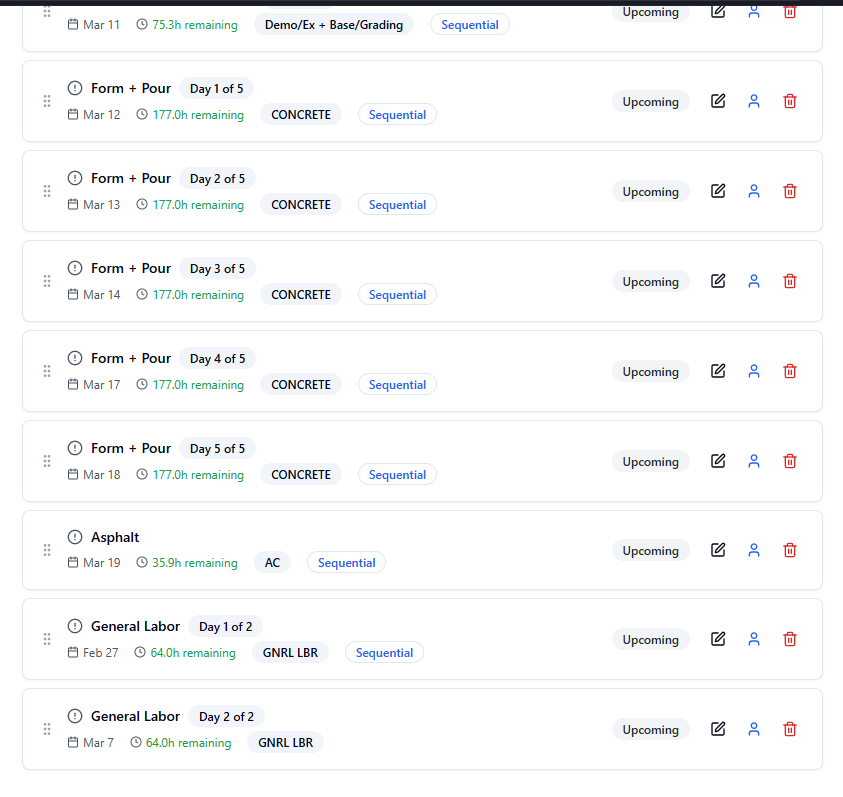 Mar 11 75.3h remaining Demo/Ex + Base/Grading Sequential Upcoming
Form + Pour Day 1 of 5
Mar 12 177.0h remaining CONCRETE Sequential Upcoming
Form + Pour Day 2 of 5
Mar 13 177.0h remaining CONCRETE Sequential Upcoming
Form + Pour Day 3 of 5
Mar 14 177.0h remaining CONCRETE Sequential Upcoming
Form + Pour Day 4 of 5
Mar 17 177.0h remaining CONCRETE Sequential Upcoming
Form + Pour Day 5 of 5
Mar 18 177.0h remaining CONCRETE Sequential Upcoming
Asphalt
Mar 19 35.9h remaining AC Sequential Upcoming
General Labor Day 1 of 2
Feb 27 64.0h remaining GNRL LBR Sequential Upcoming
General Labor Day 2 of 2
Mar 7 64.0h remaining GNRL LBR Upcoming